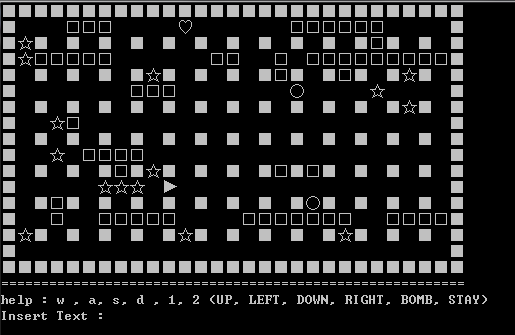 help : w , a, s, d , 1, 2 (UP, LEFT, DOWN, RIGHT, BOMB, STAY)
Insert Text :